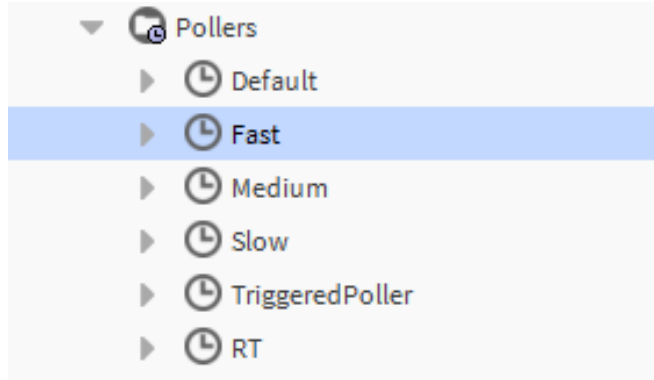 Pollers
Default
Fast
Medium
Slow
TriggeredPoller
RT